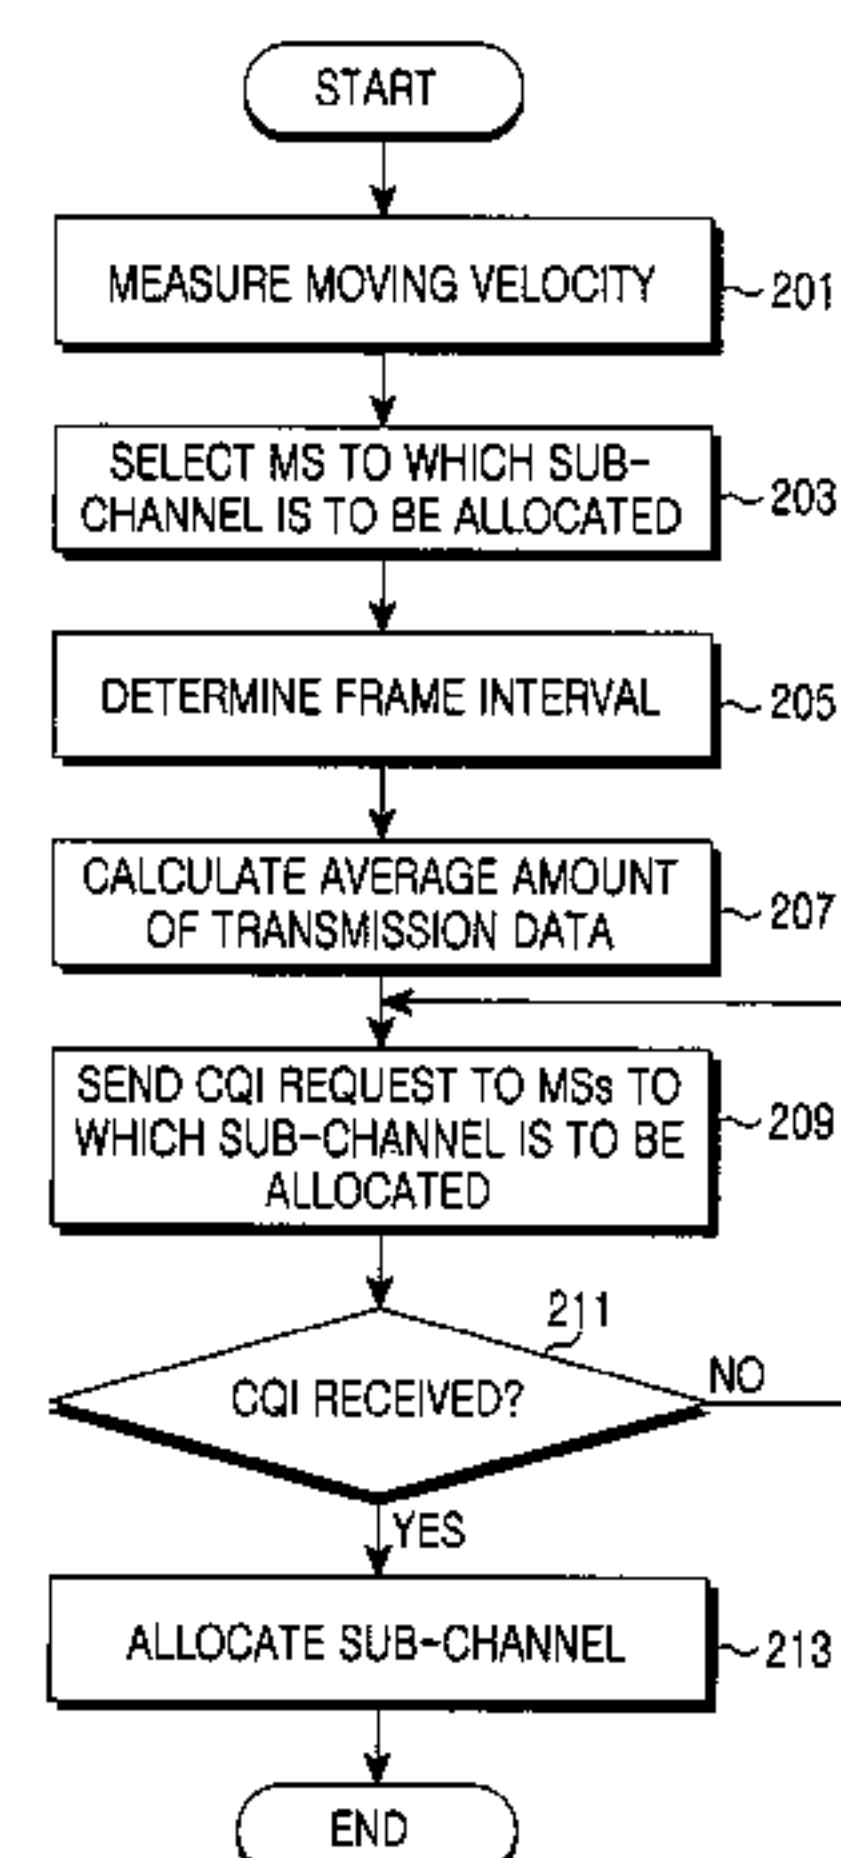 START
MEASURE MOVING VELOCITY
201
SELECT MS TO WHICH SUB-
CHANNEL IS TO BE ALLOCATED
203
DETERMINE FRAME INTERVAL
205
CALCULATE AVERAGE AMOUNT
OF TRANSMISSION DATA
207
SEND CQI REQUEST TO MSs TO
WHICH SUB-CHANNEL IS TO BE
ALLOCATED
209
211
CQI RECEIVED?
NO
YES
ALLOCATE SUB-CHANNEL
213
END